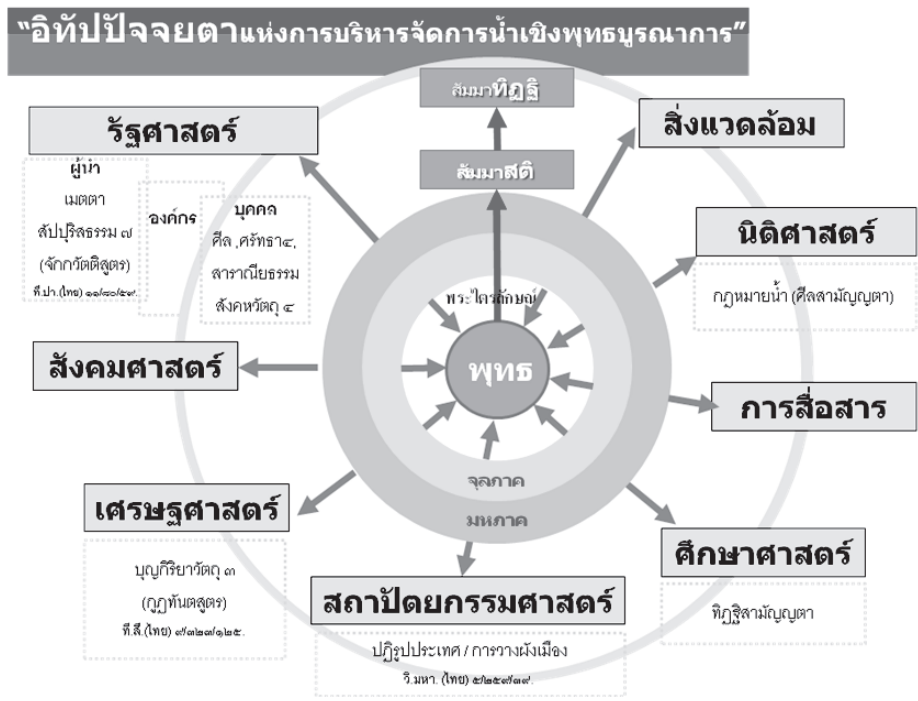 “อิทัปปัจจยตาแห่งการบริหารจัดการน้ำเชิงพุทธบูรณาการ”
สัมมาทิฏฐิ
สัมมาสติ
รัฐศาสตร์
ผู้นำ
เมตตา
สัปปุริสธรรม ๗
(จักกวัตติสูตร)
ที.ปา.(ไทย) ๑๑/๘๐/๕๙.
องค์กร
บุคคล
ศีล ,ศรัทธา๔,
สาราณียธรรม
สังคหวัตถุ ๔
สิ่งแวดล้อม
นิติศาสตร์
กฎหมายน้ำ (ศีลสามัญญตา)
พระไตรลักษณ์
พุทธ
จุลภาค
มหภาค
สังคมศาสตร์
การสื่อสาร
เศรษฐศาสตร์
บุญกิริยาวัตถุ ๓
(กูฏทันตสูตร)
ที.สี.(ไทย) ๙/๓๒๓/๑๒๕.
สถาปัตยกรรมศาสตร์
ปฏิรูปประเทศ / การวางผังเมือง
วิ.มหา. (ไทย) ๕/๒๕๙/๓๙.
ศึกษาศาสตร์
ทิฏฐิสามัญญตา